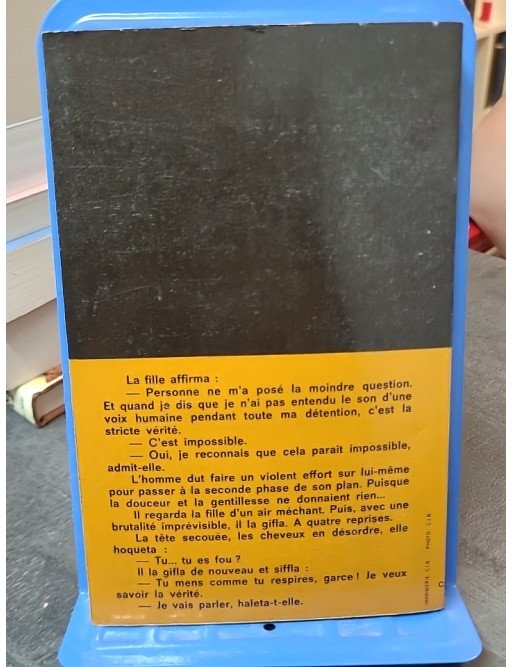 La fille affirma :
— Personne ne m'a posé la moindre question.
Et quand je dis que je n'ai pas entendu le son d'une
voix humaine pendant toute ma détention, c'est la
stricte vérité.
— C'est impossible.
— Oui, je reconnais que cela paraît impossible,
admit-elle.
L'homme dut faire un violent effort sur lui-même
pour passer à la seconde phase de son plan. Puisque
la douceur et la gentillesse ne donnaient rien...
Il regarda la fille d'un air méchant. Puis, avec une
brutalité imprévisible, il la gifla. A quatre reprises.
La tête secouée, les cheveux en désordre, elle
hoqueta :
— Tu... tu es fou ?
Il la gifla de nouveau et siffla :
— Tu mens comme tu respires, garce ! Je veux
savoir la vérité.
— Je vais parler, haleta-t-elle.
IMPRIMERIE C.I.B. PHOTO C.I.B.
C